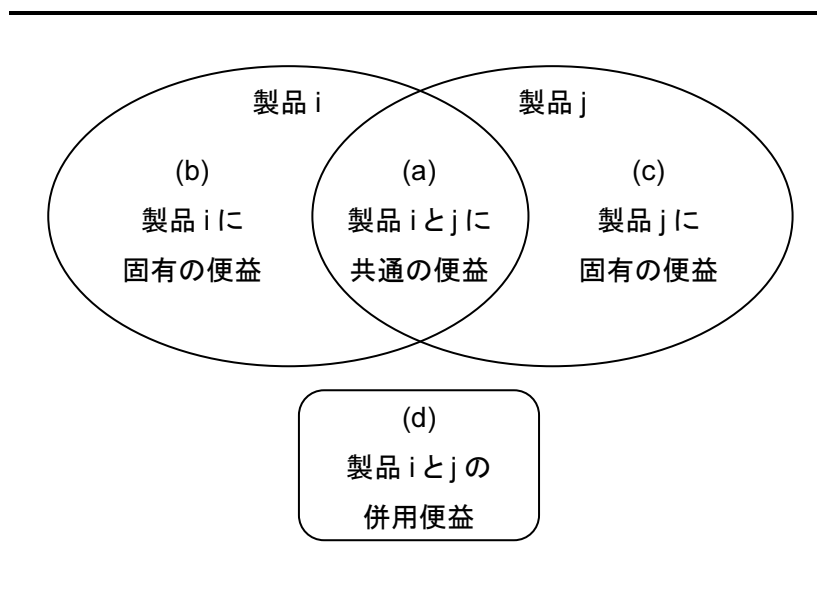 製品 i
製品 j
(b)
製品 i に
固有の便益
(a)
製品 i と j に
共通の便益
(c)
製品 j に
固有の便益
(d)
製品 i と j の
併用便益